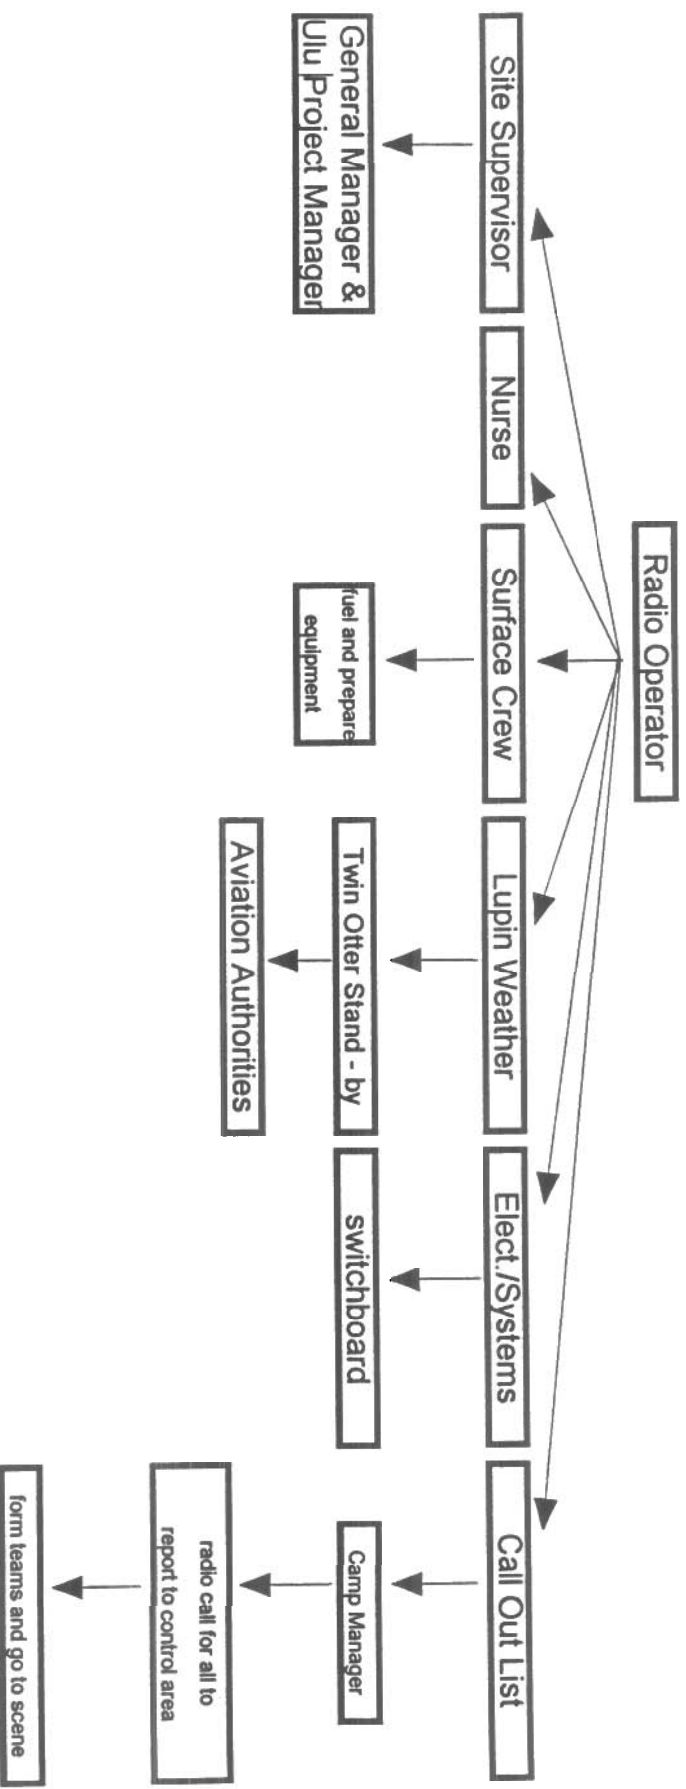 Radio Operator
Site Supervisor
Nurse
Surface Crew
Lupin Weather
Elect./Systems
Call Out List
General Manager &
Ulu Project Manager
fuel and prepare
equipment
Twin Otter Stand - by
switchboard
Camp Manager
Aviation Authorities
radio call for all to
report to control area
form teams and go to scene